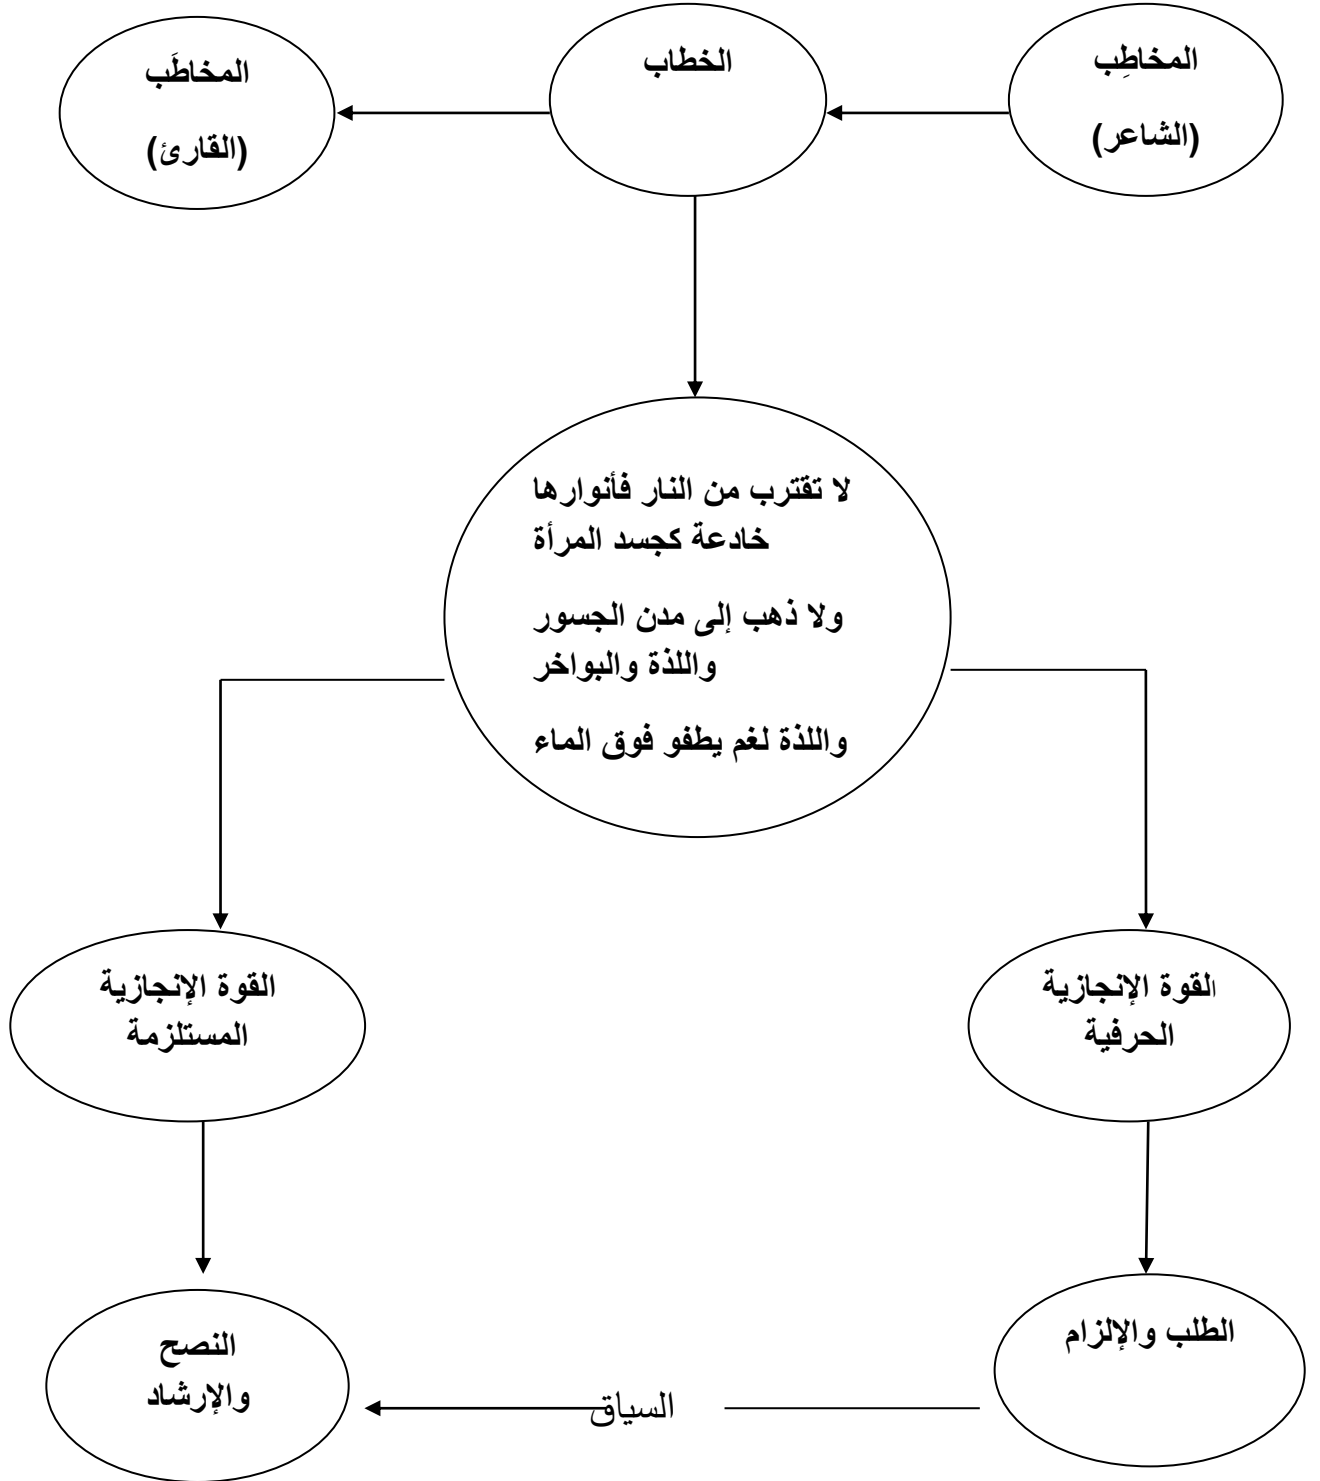 المخاطِب
(الشاعر)
الخطاب
المخاطَب
(القارئ)
لا تقترب من النار فأنوارها
خادعة كجسد المرأة
ولا ذهب إلى مدن الجسور
واللذة والبواخر
واللذة لغم يطفو فوق الماء
القوة الإنجازية
الحرفية
القوة الإنجازية
المستلزمة
الطلب والإلزام
السياق
النصح
والإرشاد